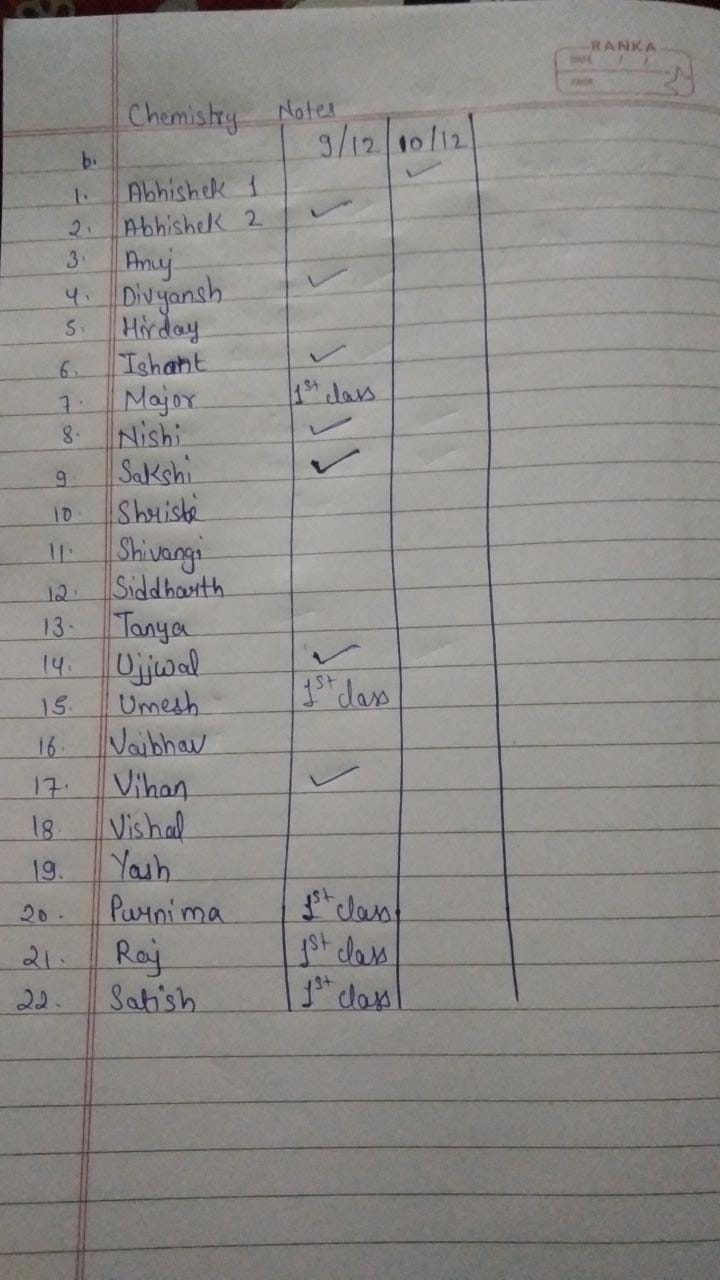 RANKA
DATE / /
PAGE
Chemistry Notes
b. 9/12 10/12
1. Abhishek 1 ✓
2. Abhishek 2 ✓
3. Anuj
4. Divyansh ✓
5. Hirday
6. Ishant ✓
7. Major 1st class
8. Nishi ✓
9 Sakshi ✓
10. Shristi
11. Shivangi
12. Siddharth
13. Tanya
14. Ujjwal ✓
15. Umesh 1st class
16. Vaibhav
17. Vihan ✓
18. Vishal
19. Yash
20. Purnima 1st class
21. Raj 1st class
22. Satish 1st class